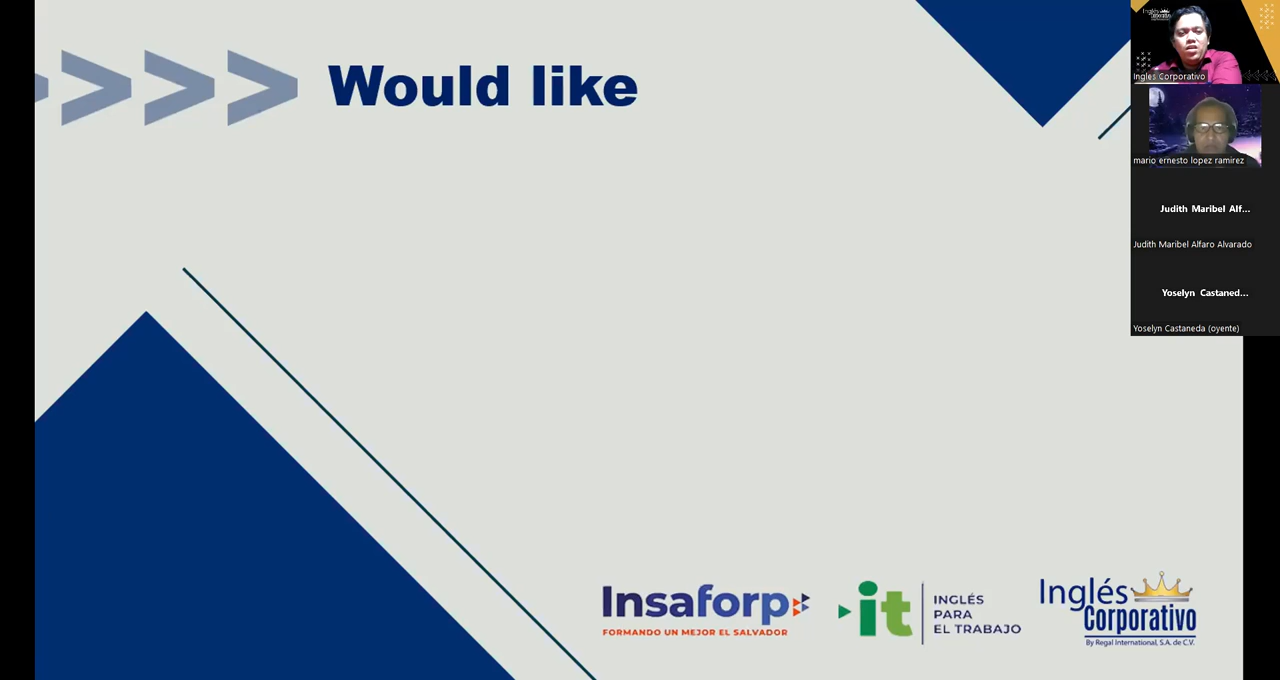 Would like
Inglés Corporativo
mario ernesto lopez ramirez
Judith Maribel Alf...
Judith Maribel Alfaro Alvarado
Yoselyn Castaned...
Yoselyn Castaneda (oyente)
Insaforp
FORMANDO UN MEJOR EL SALVADOR
it
INGLÉS
PARA
EL TRABAJO
Inglés
Corporativo
By Regal International, S.A. de C.V.